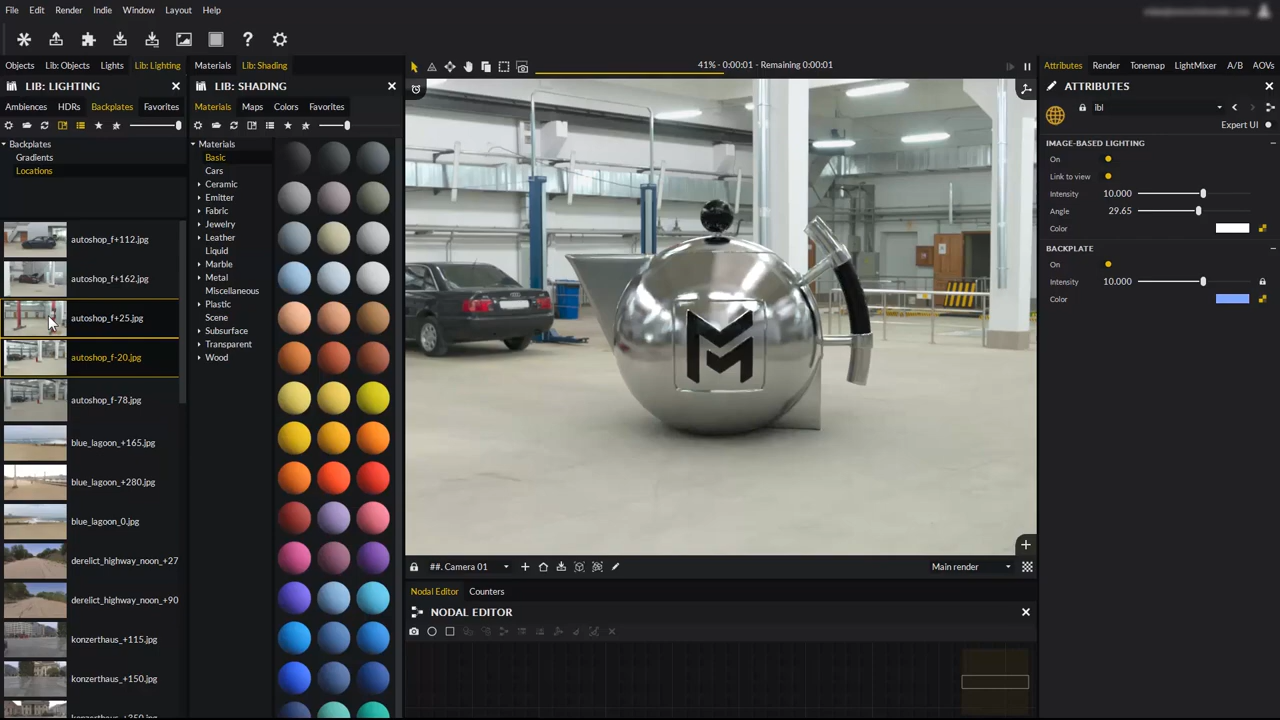 File Edit Render Indie Window Layout Help
Objects Lib: Objects Lights Lib: Lighting
Materials Lib: Shading
41% - 0:00:01 - Remaining 0:00:01
Attributes Render Tonemap LightMixer A/B AOVs
LIB: LIGHTING
LIB: SHADING
ATTRIBUTES
Ambiences HDRs Backplates Favorites
Materials Maps Colors Favorites
ibl
Expert UI
Backplates
Gradients
Locations
Materials
Basic
Cars
Ceramic
Emitter
Fabric
Jewelry
Leather
Liquid
Marble
Metal
Miscellaneous
Plastic
Scene
Subsurface
Transparent
Wood
IMAGE-BASED LIGHTING
On
Link to view
Intensity 10.000
Angle 29.65
Color
BACKPLATE
On
Intensity 10.000
Color
autoshop_f+112.jpg
autoshop_f+162.jpg
autoshop_f+25.jpg
autoshop_f-20.jpg
autoshop_f-78.jpg
blue_lagoon_+165.jpg
blue_lagoon_+280.jpg
blue_lagoon_0.jpg
derelict_highway_noon_+27
derelict_highway_noon_+90
konzerthaus_+115.jpg
konzerthaus_+150.jpg
konzerthaus_+350.jpg
M
##. Camera 01
Main render
Nodal Editor Counters
NODAL EDITOR